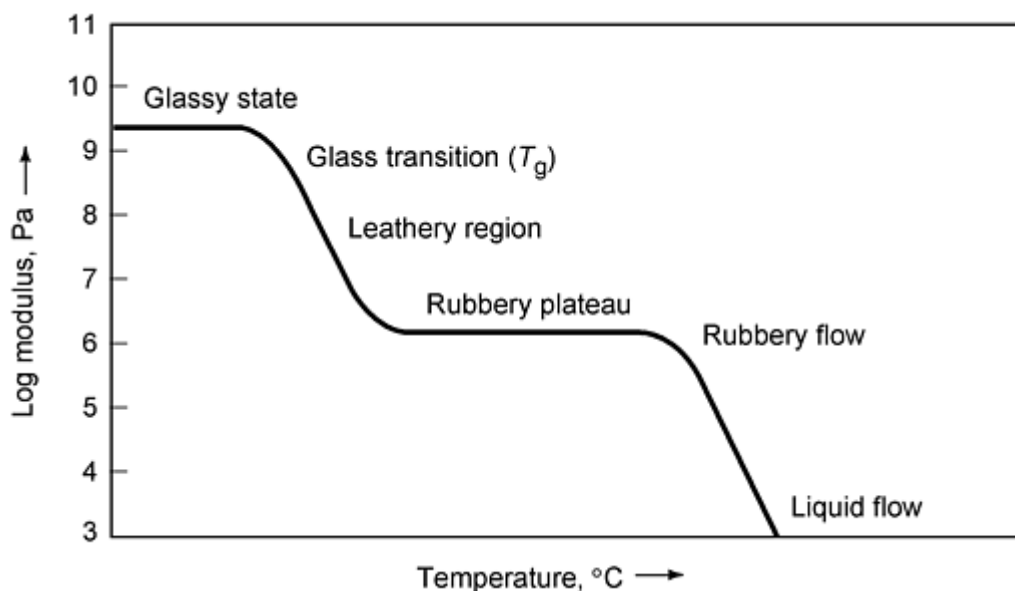 11
10
Glassy state
9
Glass transition (Tg)
8
Leathery region
7
Rubbery plateau
6
Rubbery flow
5
4
Liquid flow
3
Log modulus, Pa →
Temperature, °C →